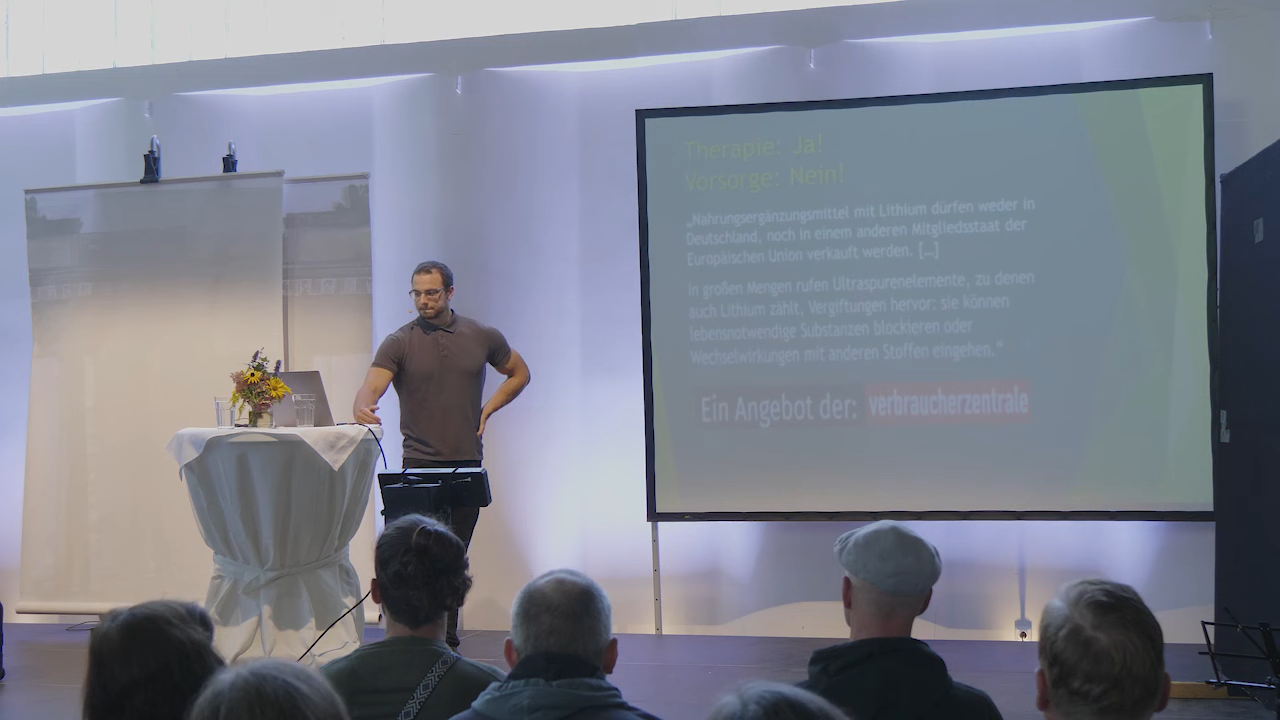 Therapie: Ja!
Vorsorge: Nein!
„Nahrungsergänzungsmittel mit Lithium dürfen weder in
Deutschland, noch in einem anderen Mitgliedsstaat der
Europäischen Union verkauft werden. [...]
In großen Mengen rufen Ultraspurenelemente, zu denen
auch Lithium zählt, Vergiftungen hervor: sie können
lebensnotwendige Substanzen blockieren oder
Wechselwirkungen mit anderen Stoffen eingehen.“
Ein Angebot der: verbraucherzentrale